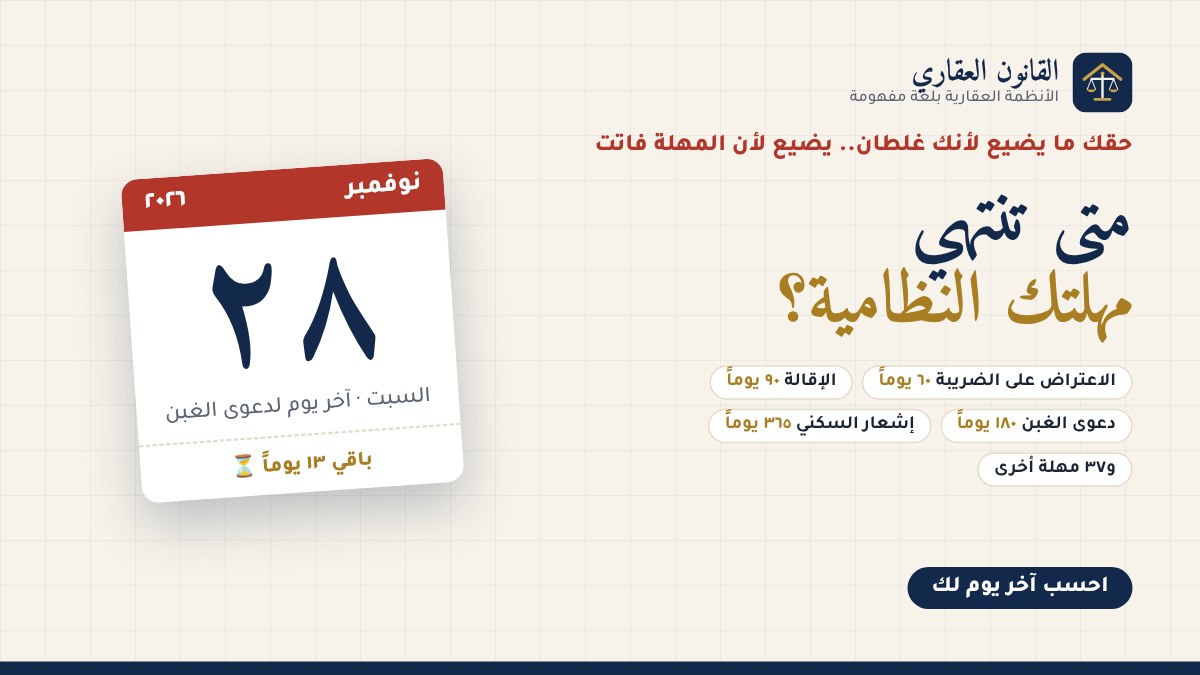 القانون العقاري
الأنظمة العقارية بلغة مفهومة
حقك ما يضيع لأنك غلطان.. يضيع لأن المهلة فاتت
متى تنتهي
مهلتك النظامية؟
الاعتراض على الضريبة ٦٠ يوماً
الإقالة ٩٠ يوماً
دعوى الغبن ١٨٠ يوماً
إشعار السكني ٣٦٥ يوماً
و٣٧ مهلة أخرى
احسب آخر يوم لك
نوفمبر ٢٠٢٦
٢٨
السبت · آخر يوم لدعوى الغبن
باقي ١٣ يوماً ⏳